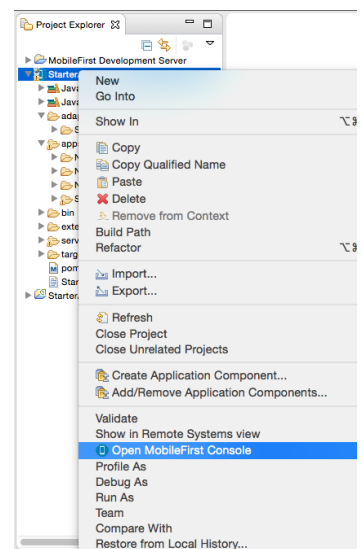 Project Explorer
MobileFirst Development Server
Starter
New
Java
Go Into
Java
adap
Show In
apps
Copy
Copy Qualified Name
Paste
Delete
bin
Remove from Context
exte
Build Path
serv
Refactor
targ
pom
Import...
Star
Export...
Starter
Refresh
Close Project
Close Unrelated Projects
Create Application Component...
Add/Remove Application Components...
Validate
Show in Remote Systems view
Open MobileFirst Console
Profile As
Debug As
Run As
Team
Compare With
Restore from Local History...